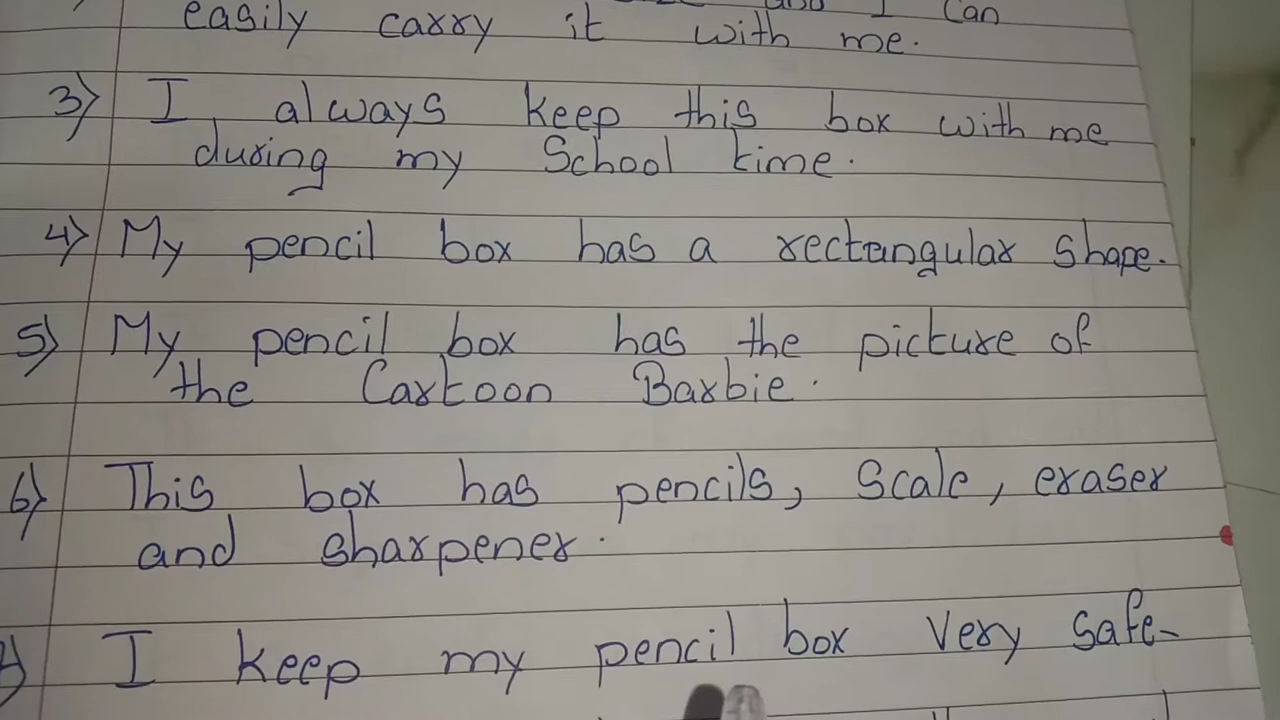 easily carry it with me.
3) I always keep this box with me
during my School time.
4) My pencil box has a rectangular shape.
5) My pencil box has the picture of
the Cartoon Barbie.
6) This box has pencils, Scale, eraser
and sharpener.
I keep my pencil box Very safe-